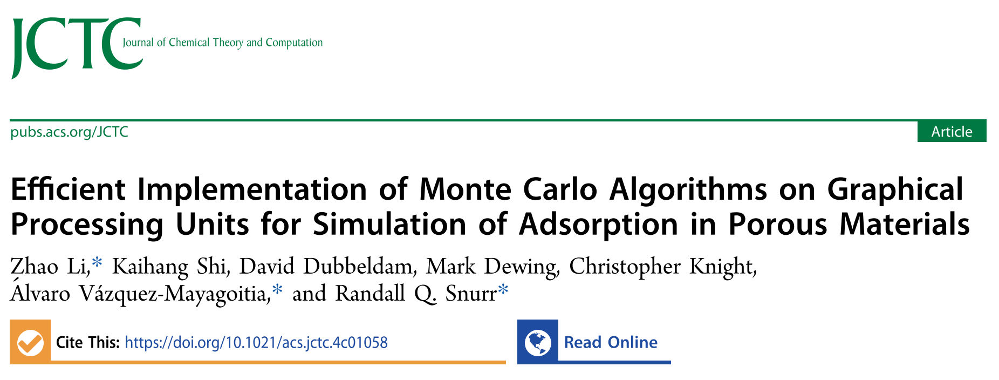 JCTC
Journal of Chemical Theory and Computation
pubs.acs.org/JCTC
Article
Efficient Implementation of Monte Carlo Algorithms on Graphical
Processing Units for Simulation of Adsorption in Porous Materials
Zhao Li,* Kaihang Shi, David Dubbeldam, Mark Dewing, Christopher Knight,
Álvaro Vázquez-Mayagoitia,* and Randall Q. Snurr*
Cite This: https://doi.org/10.1021/acs.jctc.4c01058
Read Online